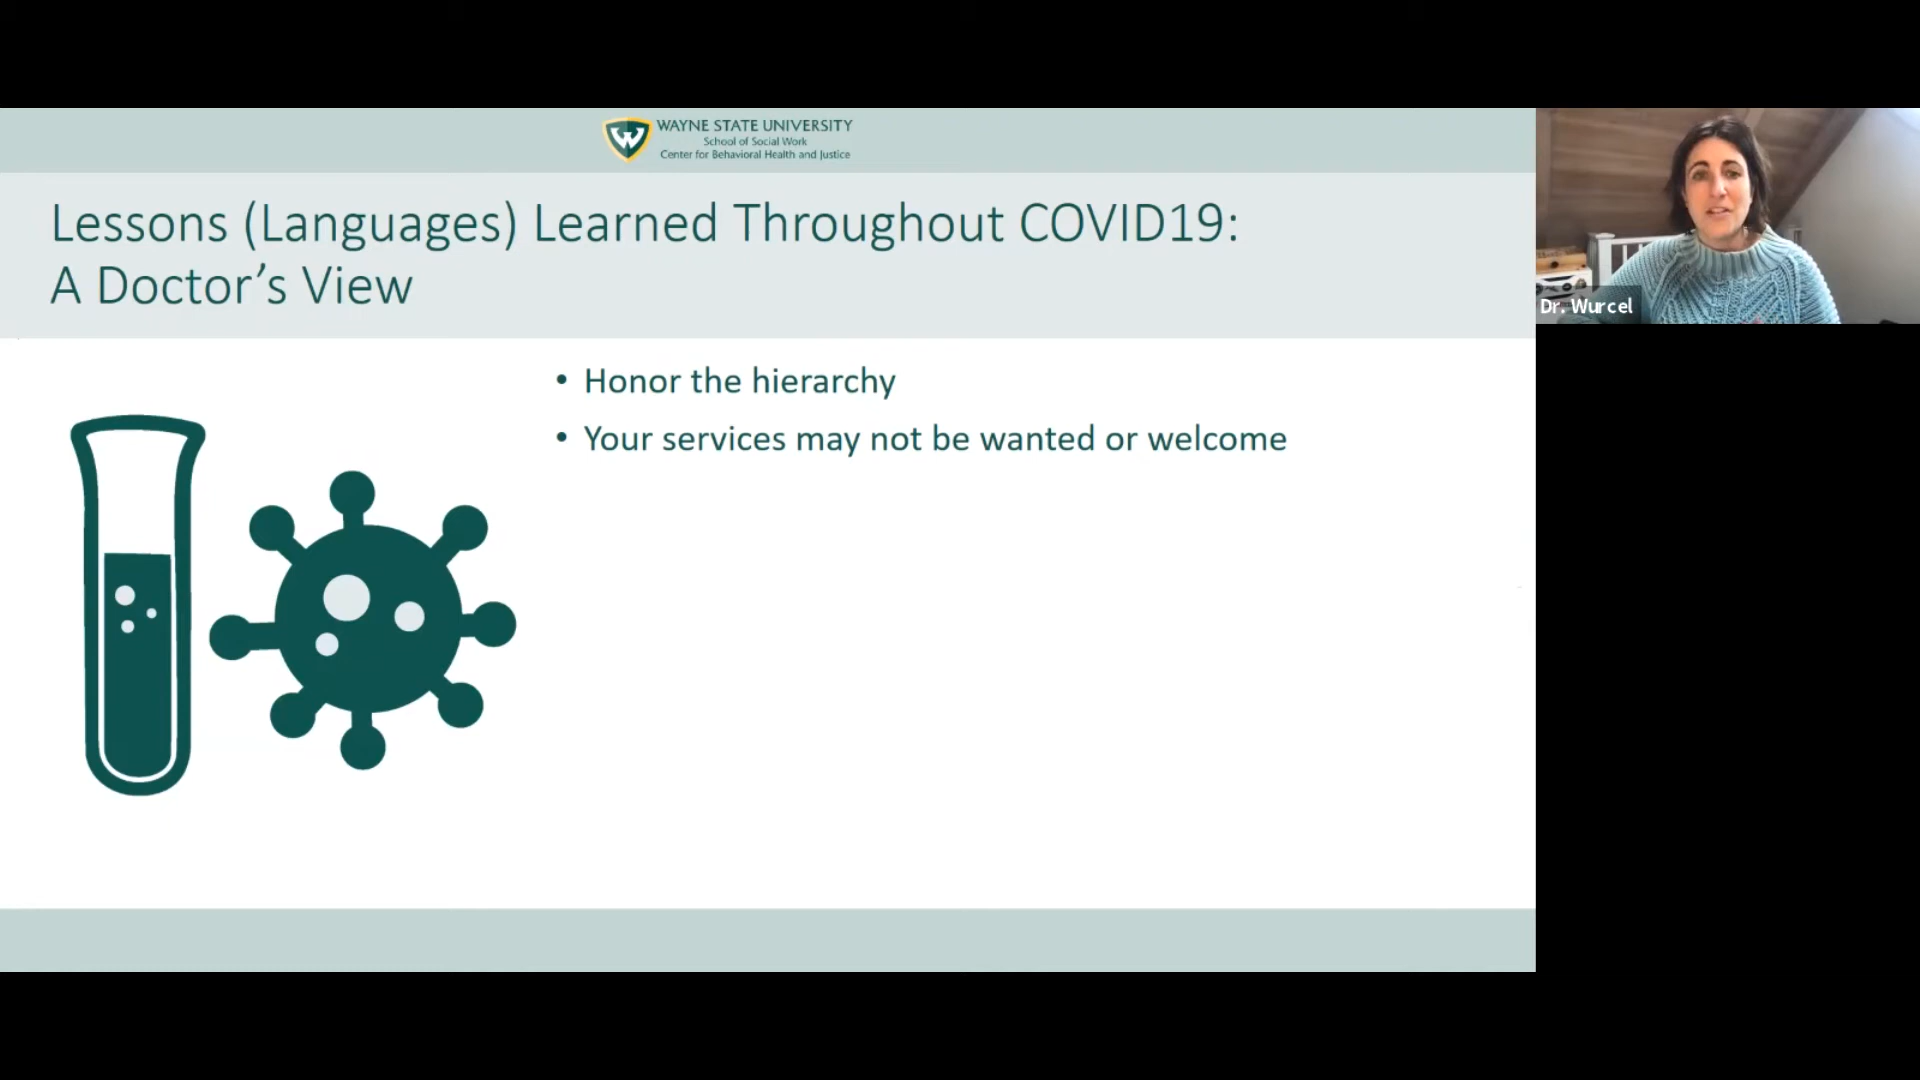 WAYNE STATE UNIVERSITY
School of Social Work
Center for Behavioral Health and Justice
Lessons (Languages) Learned Throughout COVID19:
A Doctor’s View
• Honor the hierarchy
• Your services may not be wanted or welcome
Dr. Wurcel